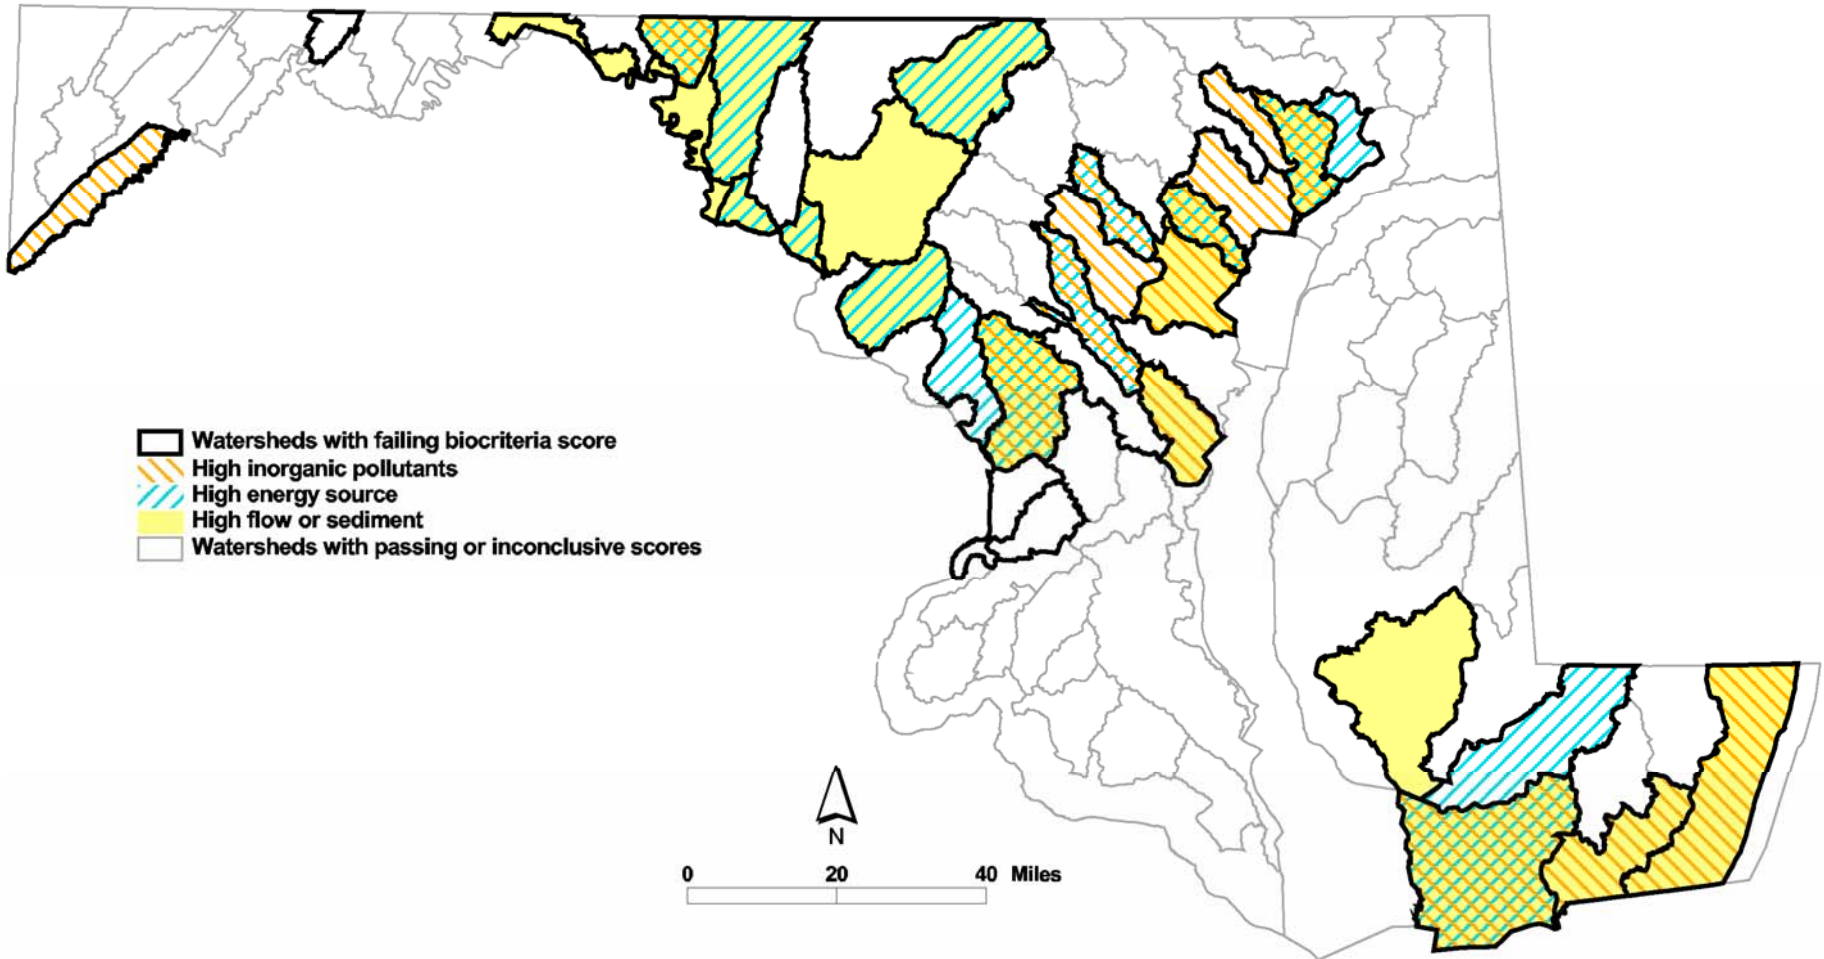 Watersheds with failing biocriteria score
High inorganic pollutants
High energy source
High flow or sediment
Watersheds with passing or inconclusive scores
N
0 20 40 Miles